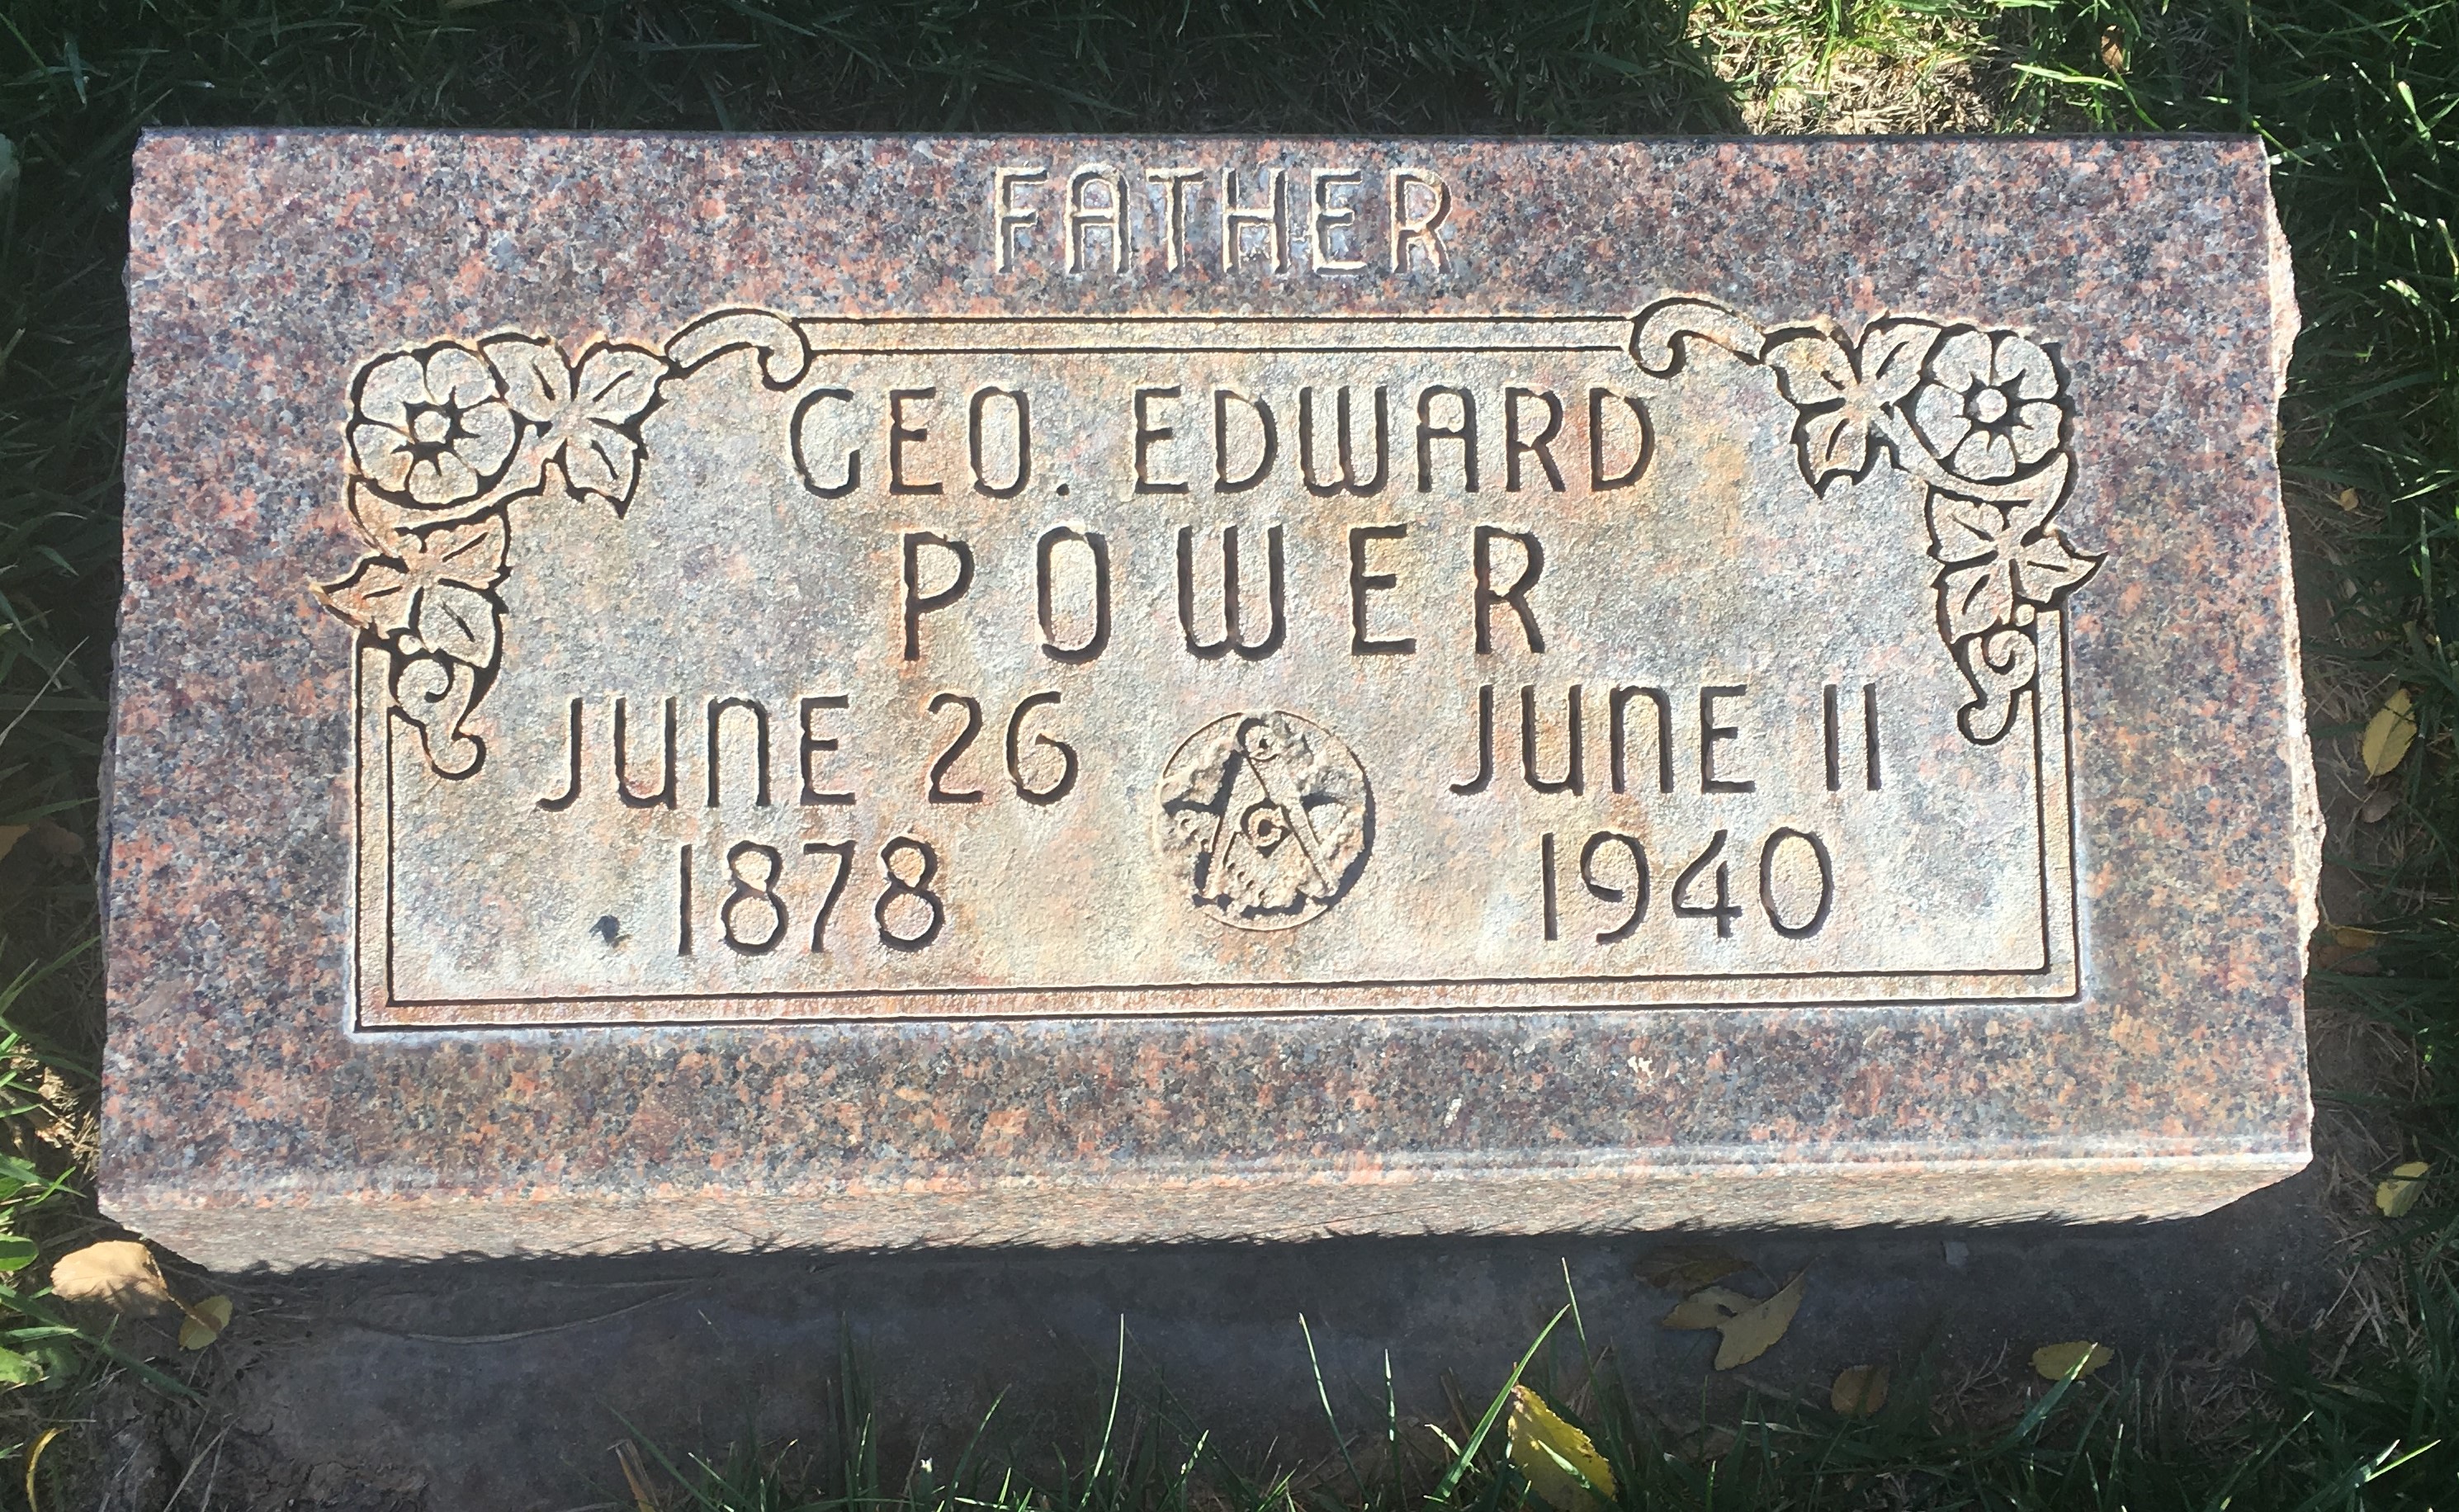 FATHER
GEO. EDWARD
POWER
JUNE 26 JUNE 11
1878 G 1940